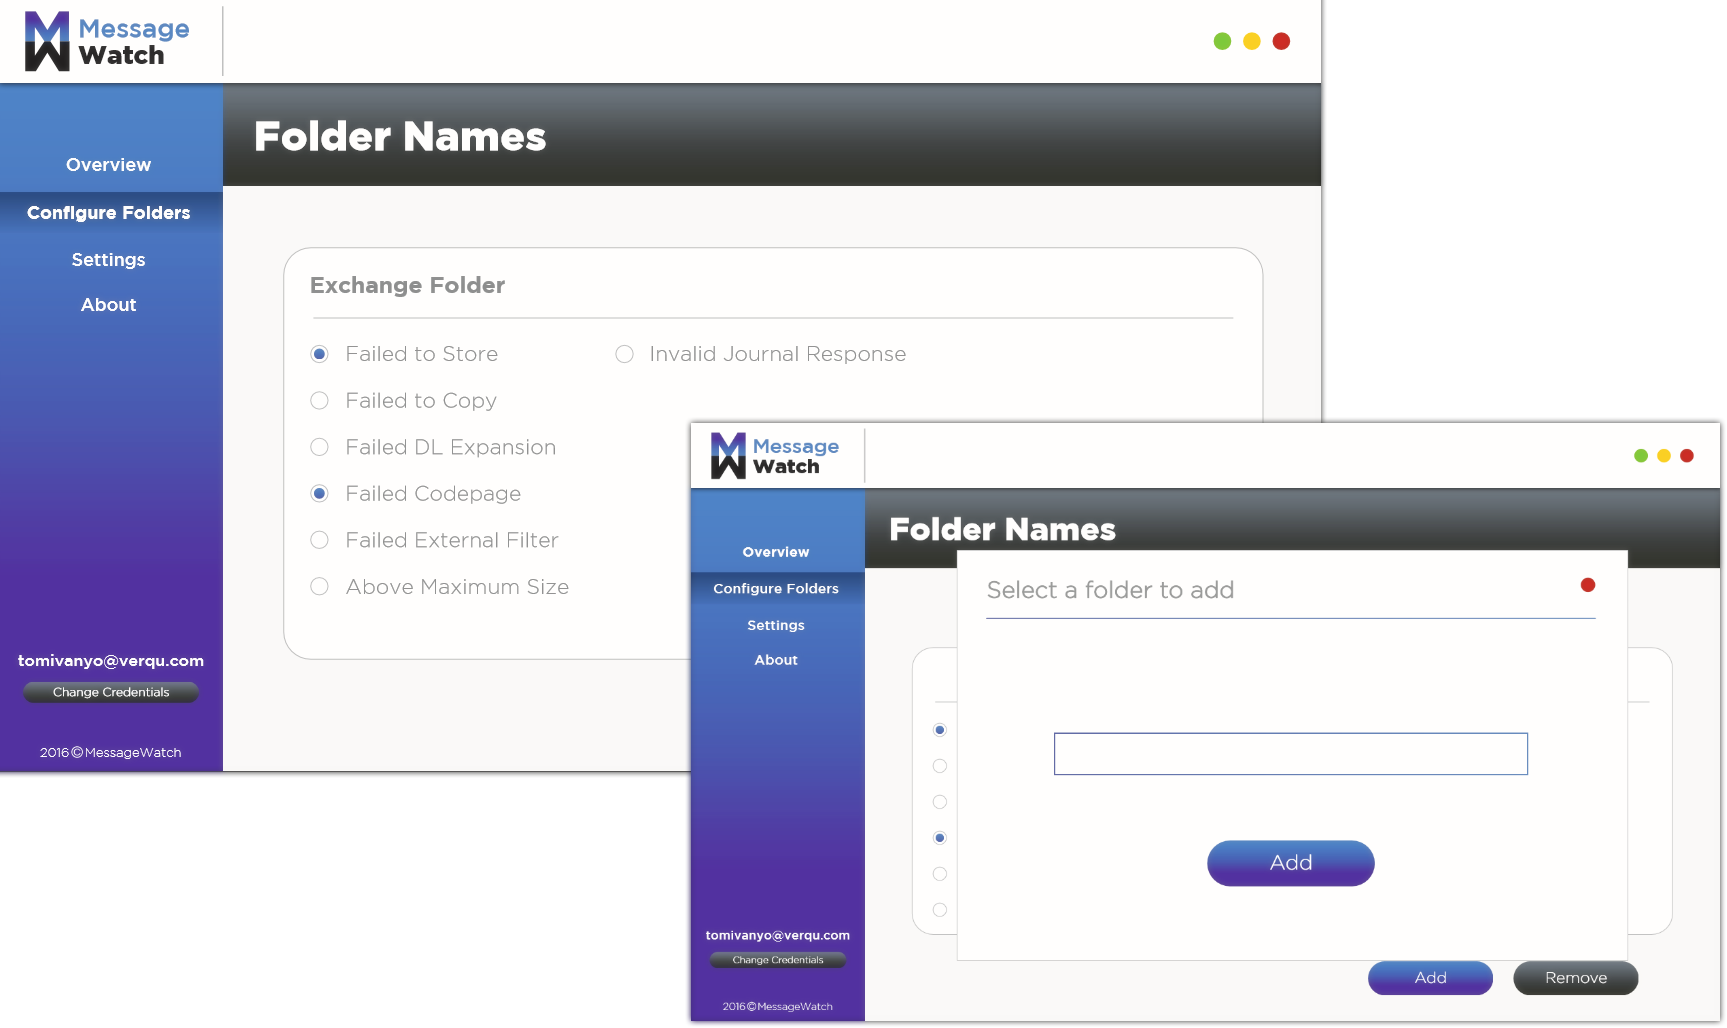 Message
Watch
Folder Names
Overview
Configure Folders
Settings
About
Exchange Folder
Failed to Store
Invalid Journal Response
Failed to Copy
Failed DL Expansion
Failed Codepage
Failed External Filter
Above Maximum Size
tomivanyo@verqu.com
Change Credentials
2016©MessageWatch
Message
Watch
Folder Names
Overview
Configure Folders
Settings
About
Select a folder to add
Add
tomivanyo@verqu.com
Change Credentials
2016©MessageWatch
Add
Remove